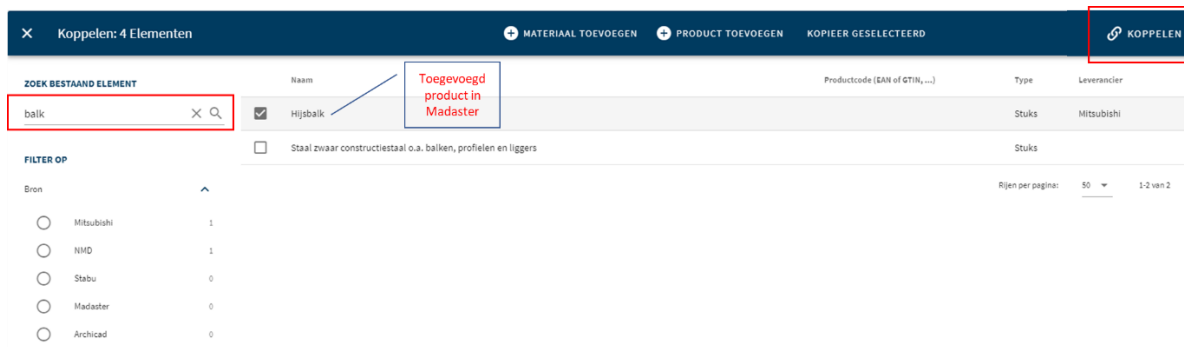 Koppelen: 4 Elementen
MATERIAAL TOEVOEGEN
PRODUCT TOEVOEGEN
KOPIEER GESELECTEERD
KOPPELEN
ZOEK BESTAAND ELEMENT
balk
FILTER OP
Bron
Mitsubishi 1
NMD 1
Stabu 0
Madaster 0
Archicad 0
Naam Productcode (EAN of GTIN, ...) Type Leverancier
Hijsbalk Stuks Mitsubishi
Toegevoegd
product in
Madaster
Staal zwaar constructiestaal o.a. balken, profielen en liggers Stuks
Rijen per pagina: 50 1-2 van 2